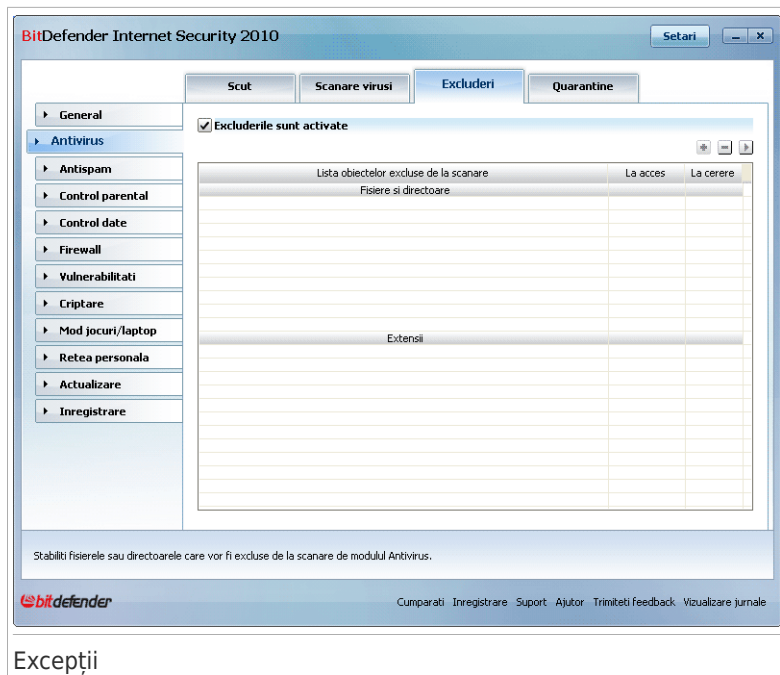 BitDefender Internet Security 2010
Setari
Scut
Scanare virusi
Excluderi
Quarantine
General
Antivirus
Antispam
Control parental
Control date
Firewall
Vulnerabilitati
Criptare
Mod jocuri/laptop
Retea personala
Actualizare
Inregistrare
Excluderile sunt activate
Lista obiectelor excluse de la scanare La acces La cerere
Fisiere si directoare
Extensii
Stabiliti fisierele sau directoarele care vor fi excluse de la scanare de modulul Antivirus.
bitdefender
Cumparati Inregistrare Suport Ajutor Trimiteti feedback Vizualizare jurnale
Excepții